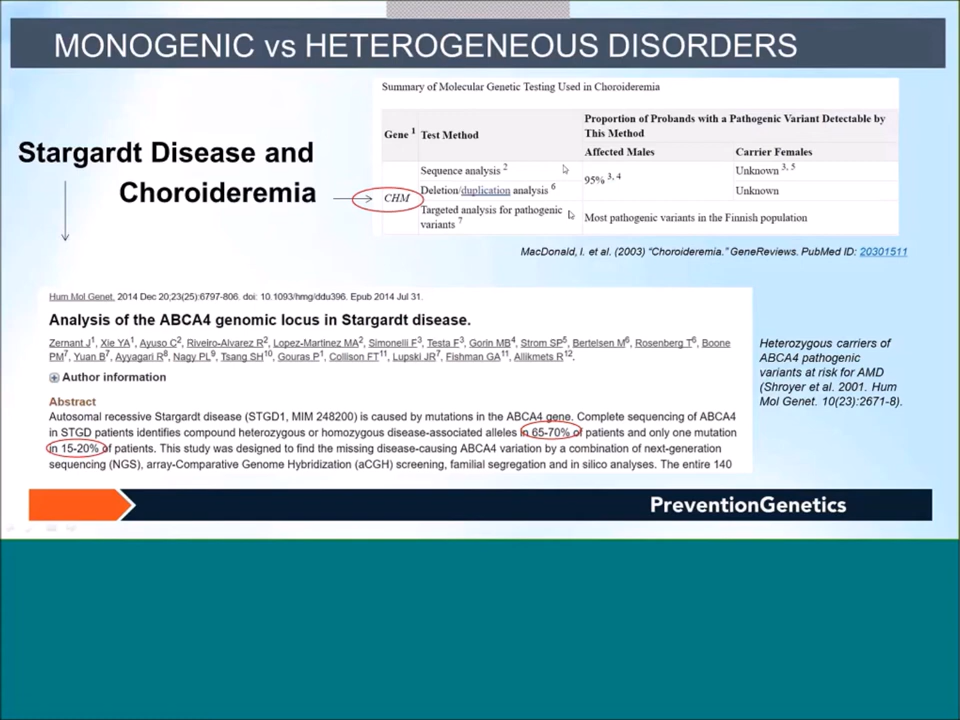 MONOGENIC vs HETEROGENEOUS DISORDERS
Stargardt Disease and
Choroideremia
Summary of Molecular Genetic Testing Used in Choroideremia
Gene 1 Test Method Proportion of Probands with a Pathogenic Variant Detectable by
This Method
Affected Males Carrier Females
CHM
Sequence analysis 2 95% 3, 4 Unknown 3, 5
Deletion/duplication analysis 6 Unknown
Targeted analysis for pathogenic
variants 7 Most pathogenic variants in the Finnish population
MacDonald, I. et al. (2003) “Choroideremia.” GeneReviews. PubMed ID: 20301511
Hum Mol Genet. 2014 Dec 20;23(25):6797-806. doi: 10.1093/hmg/ddu396. Epub 2014 Jul 31.
Analysis of the ABCA4 genomic locus in Stargardt disease.
Zernant J1, Xie YA1, Ayuso C2, Riveiro-Alvarez R2, Lopez-Martinez MA2, Simonelli F3, Testa F3, Gorin MB4, Strom SP5, Bertelsen M6, Rosenberg T6, Boone
PM7, Yuan B7, Ayyagari R8, Nagy PL9, Tsang SH10, Gouras P1, Collison FT11, Lupski JR7, Fishman GA11, Allikmets R12.
Author information
Abstract
Autosomal recessive Stargardt disease (STGD1, MIM 248200) is caused by mutations in the ABCA4 gene. Complete sequencing of ABCA4
in STGD patients identifies compound heterozygous or homozygous disease-associated alleles in 65-70% of patients and only one mutation
in 15-20% of patients. This study was designed to find the missing disease-causing ABCA4 variation by a combination of next-generation
sequencing (NGS), array-Comparative Genome Hybridization (aCGH) screening, familial segregation and in silico analyses. The entire 140
Heterozygous carriers of
ABCA4 pathogenic
variants at risk for AMD
(Shroyer et al. 2001. Hum
Mol Genet. 10(23):2671-8).
PreventionGenetics